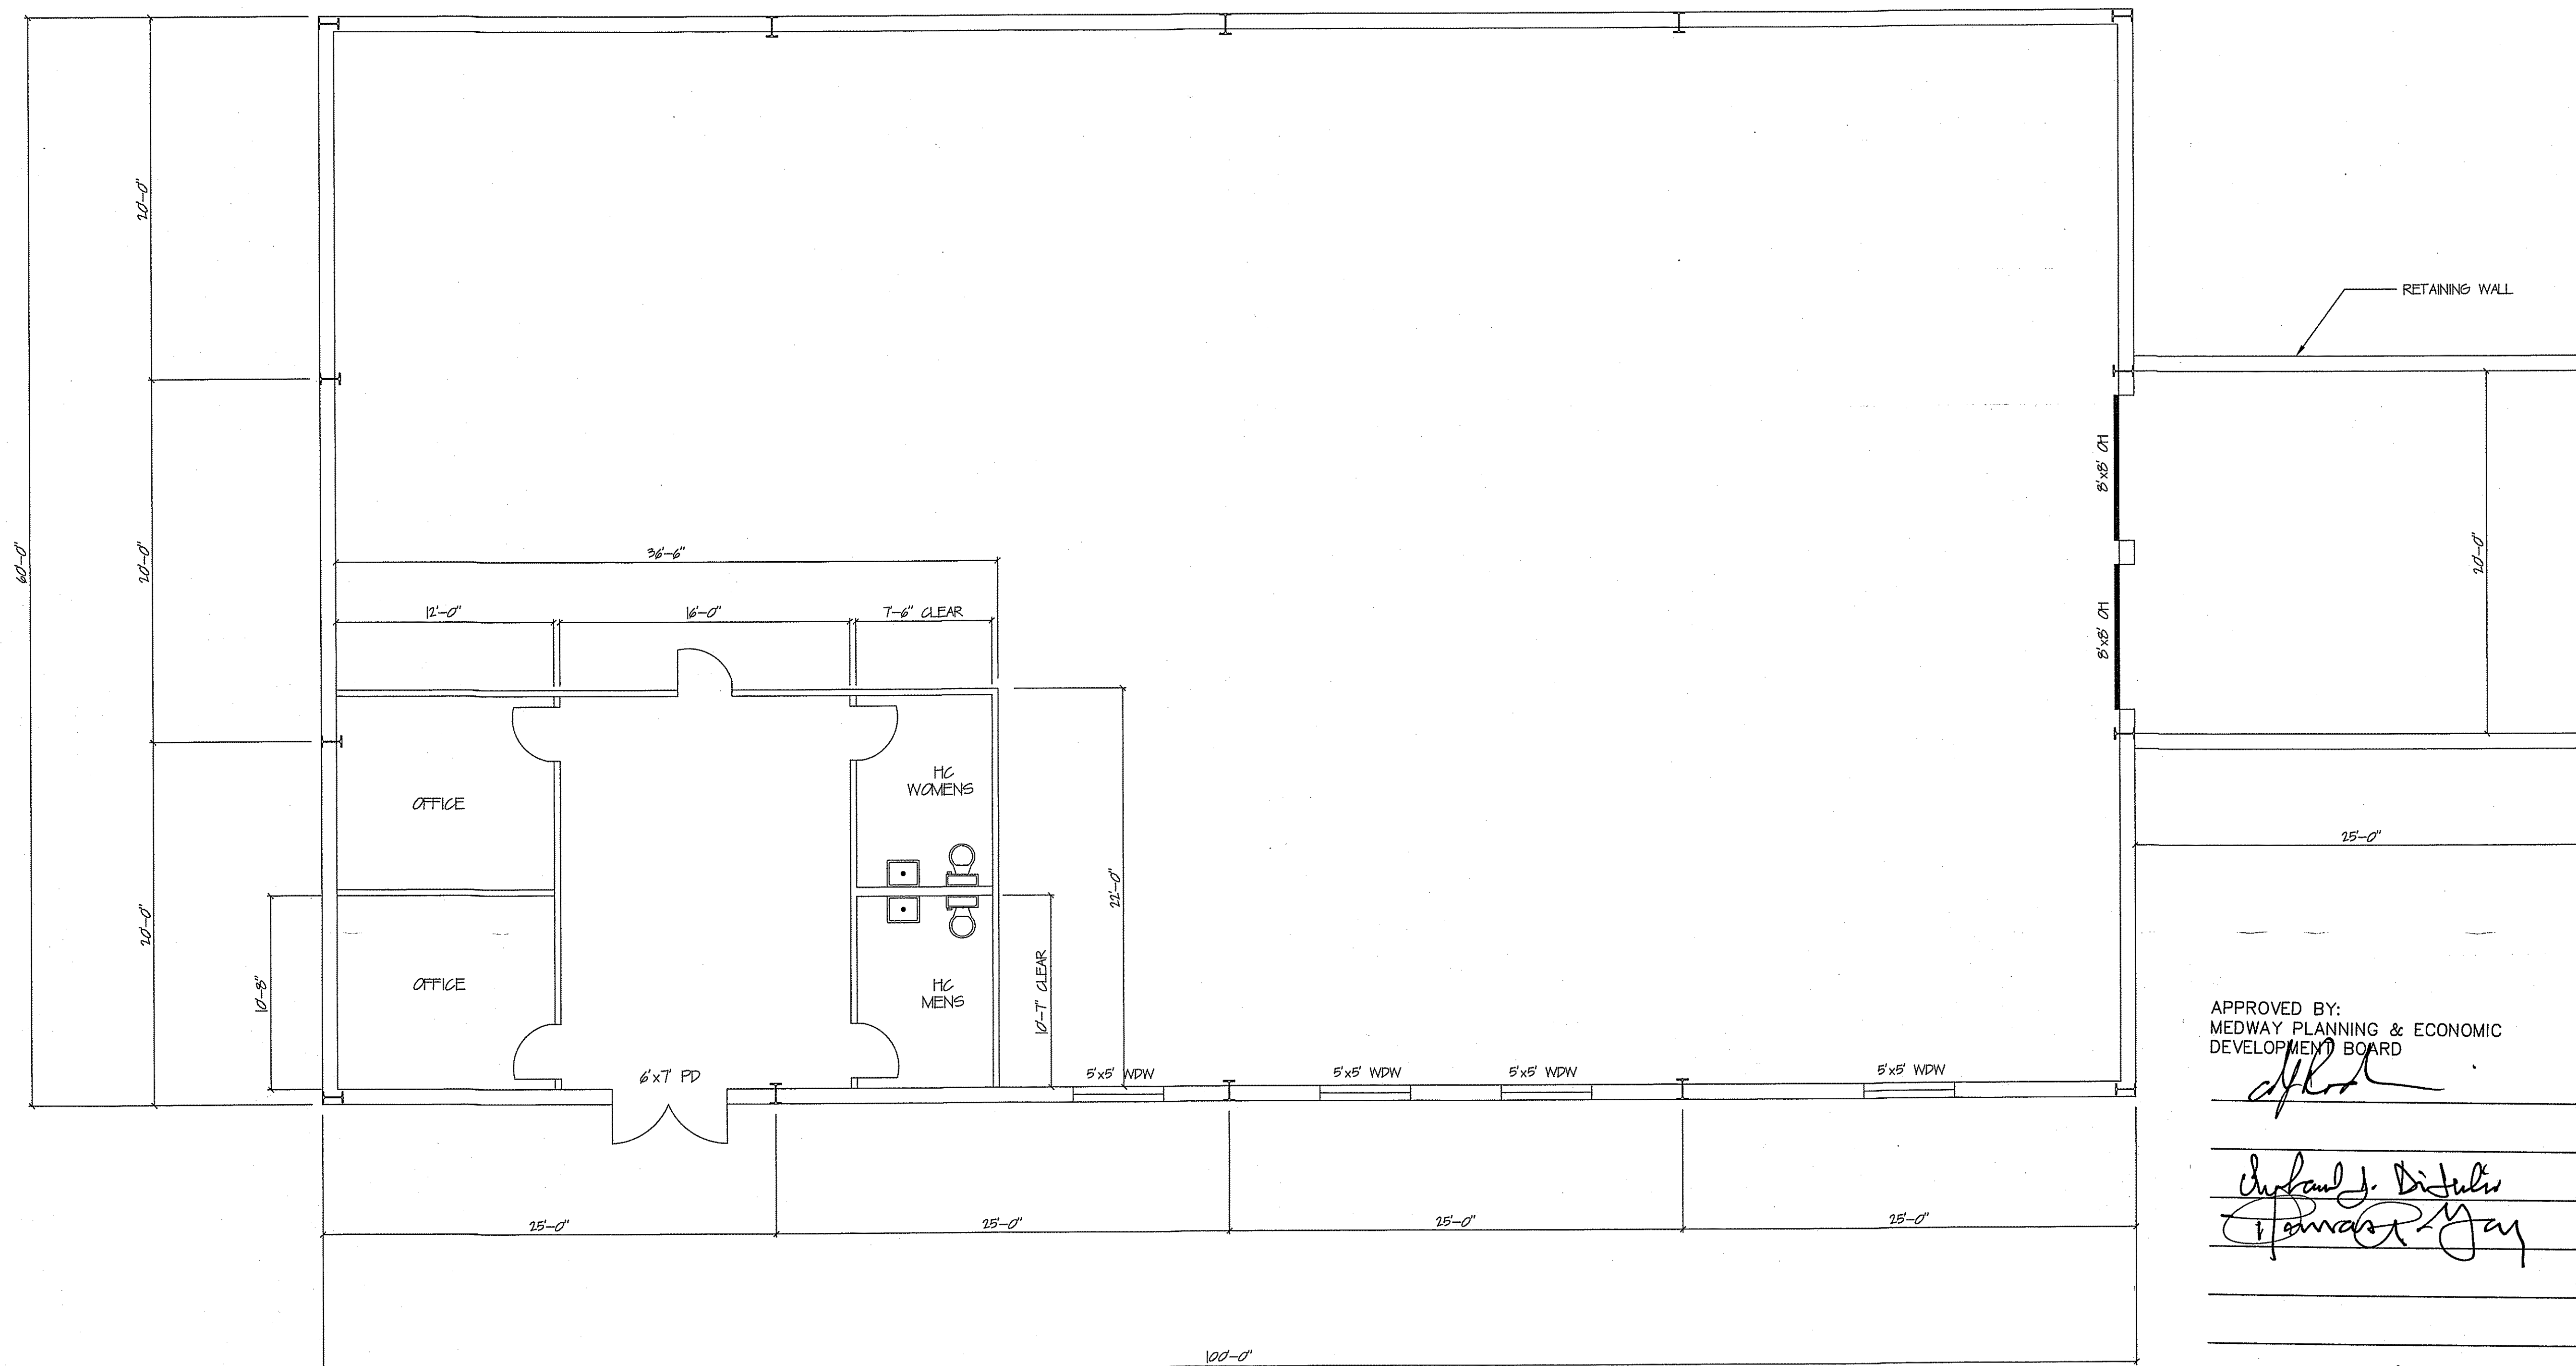 RETAINING WALL
20'-0"
8'x8' OH
20'-0"
60'-0"
20'-0"
36'-6"
12'-0"
16'-0"
7'-6" CLEAR
8'x8' OH
HC
WOMENS
OFFICE
25'-0"
22'-0"
20'-0"
10'-8"
OFFICE
HC
MENS
10'-7" CLEAR
6'x7' PD
5'x5' WDW
5'x5' WDW
5'x5' WDW
5'x5' WDW
APPROVED BY:
MEDWAY PLANNING & ECONOMIC
DEVELOPMENT BOARD
25'-0"
25'-0"
25'-0"
25'-0"
100'-0"